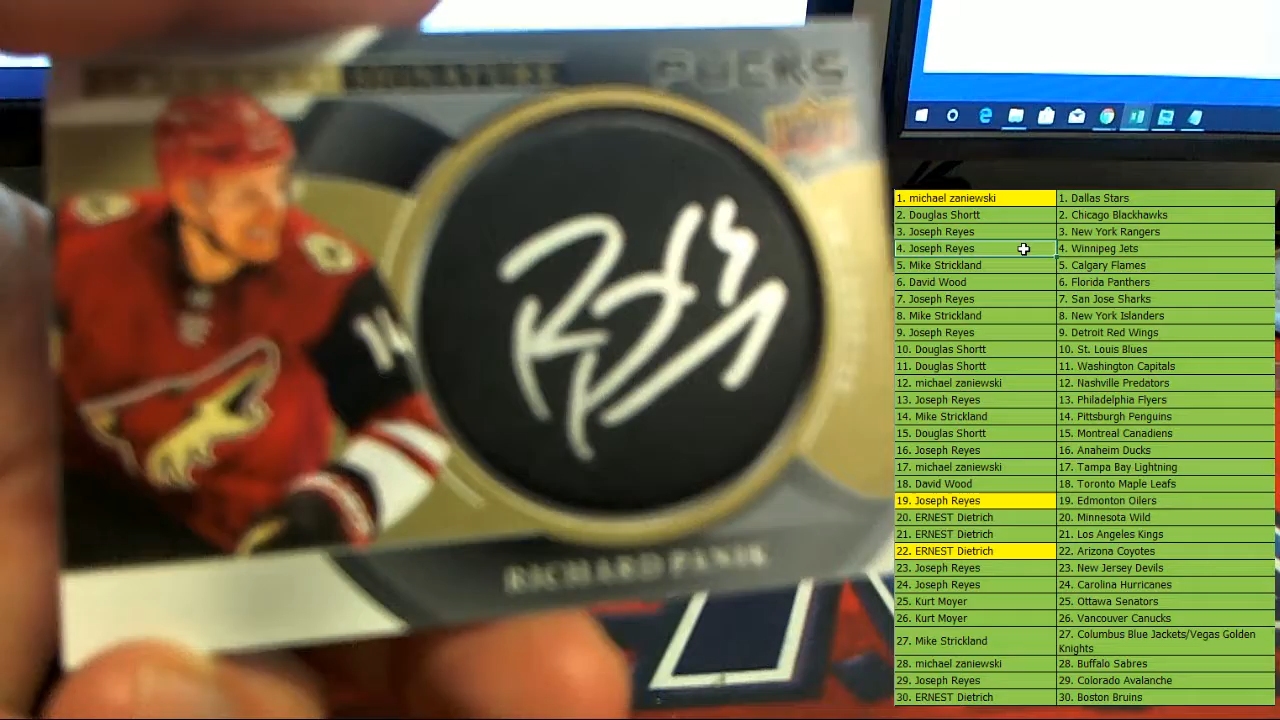 SIGNATURE PUCKS
RICHARD PANIK
1. michael zaniewski 1. Dallas Stars
2. Douglas Shortt 2. Chicago Blackhawks
3. Joseph Reyes 3. New York Rangers
4. Joseph Reyes 4. Winnipeg Jets
5. Mike Strickland 5. Calgary Flames
6. David Wood 6. Florida Panthers
7. Joseph Reyes 7. San Jose Sharks
8. Mike Strickland 8. New York Islanders
9. Joseph Reyes 9. Detroit Red Wings
10. Douglas Shortt 10. St. Louis Blues
11. Douglas Shortt 11. Washington Capitals
12. michael zaniewski 12. Nashville Predators
13. Joseph Reyes 13. Philadelphia Flyers
14. Mike Strickland 14. Pittsburgh Penguins
15. Douglas Shortt 15. Montreal Canadiens
16. Joseph Reyes 16. Anaheim Ducks
17. michael zaniewski 17. Tampa Bay Lightning
18. David Wood 18. Toronto Maple Leafs
19. Joseph Reyes 19. Edmonton Oilers
20. ERNEST Dietrich 20. Minnesota Wild
21. ERNEST Dietrich 21. Los Angeles Kings
22. ERNEST Dietrich 22. Arizona Coyotes
23. Joseph Reyes 23. New Jersey Devils
24. Joseph Reyes 24. Carolina Hurricanes
25. Kurt Moyer 25. Ottawa Senators
26. Kurt Moyer 26. Vancouver Canucks
27. Mike Strickland 27. Columbus Blue Jackets/Vegas Golden
Knights
28. michael zaniewski 28. Buffalo Sabres
29. Joseph Reyes 29. Colorado Avalanche
30. ERNEST Dietrich 30. Boston Bruins